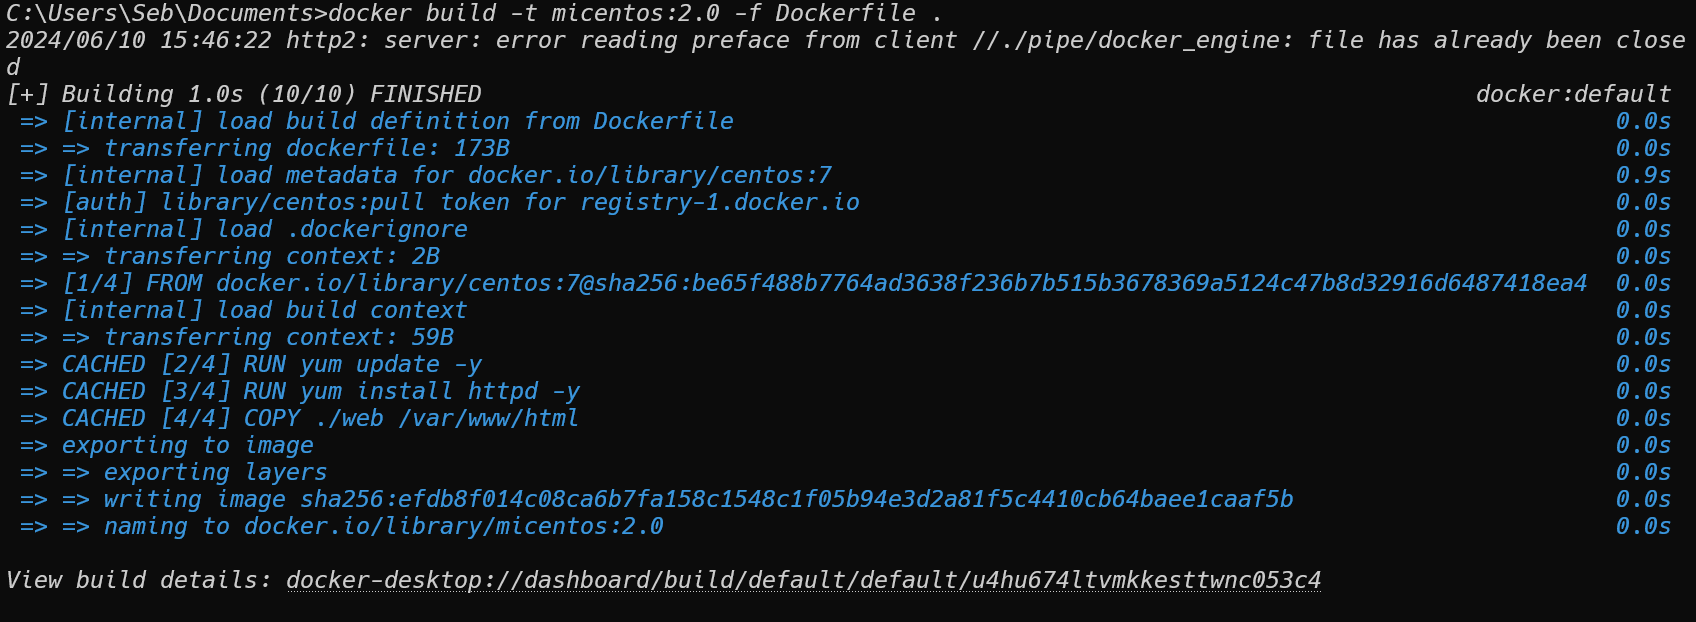 C:\Users\Seb\Documents>docker build -t micentos:2.0 -f Dockerfile .
2024/06/10 15:46:22 http2: server: error reading preface from client //./pipe/docker_engine: file has already been close
d
[+] Building 1.0s (10/10) FINISHED docker:default
=> [internal] load build definition from Dockerfile 0.0s
=> => transferring dockerfile: 173B 0.0s
=> [internal] load metadata for docker.io/library/centos:7 0.9s
=> [auth] library/centos:pull token for registry-1.docker.io 0.0s
=> [internal] load .dockerignore 0.0s
=> => transferring context: 2B 0.0s
=> [1/4] FROM docker.io/library/centos:7@sha256:be65f488b7764ad3638f236b7b515b3678369a5124c47b8d32916d6487418ea4 0.0s
=> [internal] load build context 0.0s
=> => transferring context: 59B 0.0s
=> CACHED [2/4] RUN yum update -y 0.0s
=> CACHED [3/4] RUN yum install httpd -y 0.0s
=> CACHED [4/4] COPY ./web /var/www/html 0.0s
=> exporting to image 0.0s
=> => exporting layers 0.0s
=> => writing image sha256:efdb8f014c08ca6b7fa158c1548c1f05b94e3d2a81f5c4410cb64baee1caaf5b 0.0s
=> => naming to docker.io/library/micentos:2.0 0.0s
View build details: docker-desktop://dashboard/build/default/default/u4hu674ltvmkkesttwnc053c4